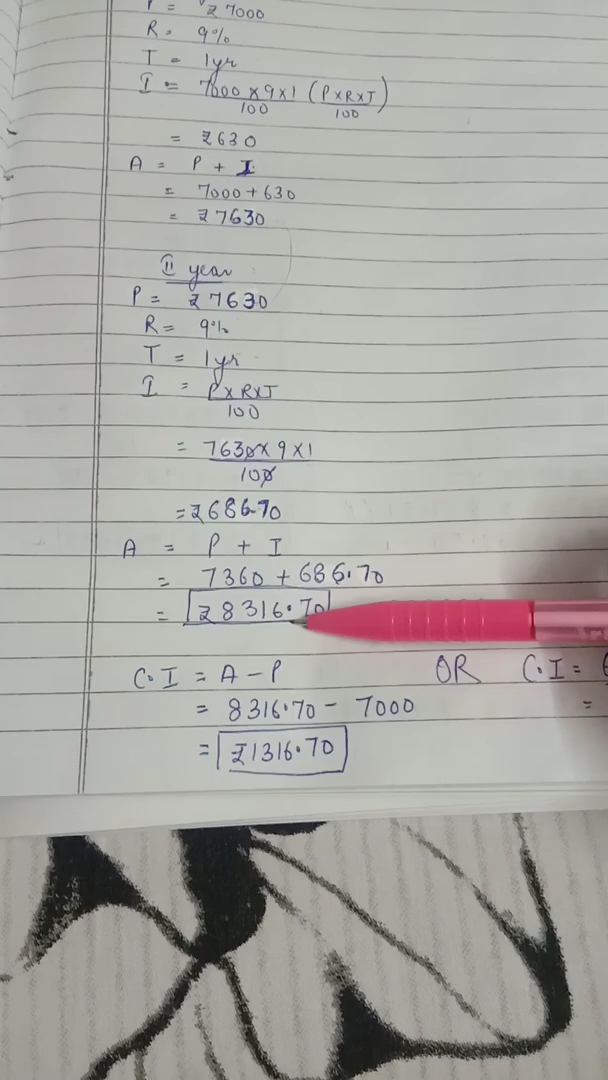 P = ₹ 7000
R = 9%
T = 1yr
I = 7000 × 9 × 1 / 100 (P×R×T / 100)
= ₹630
A = P + I
= 7000 + 630
= ₹7630
II year
P = ₹ 7630
R = 9%
T = 1yr
I = P×R×T / 100
= 7630 × 9 × 1 / 100
= ₹686.70
A = P + I
= 7360 + 686.70
= ₹8316.70
C.I = A - P OR C.I =
= 8316.70 - 7000 =
= ₹1316.70